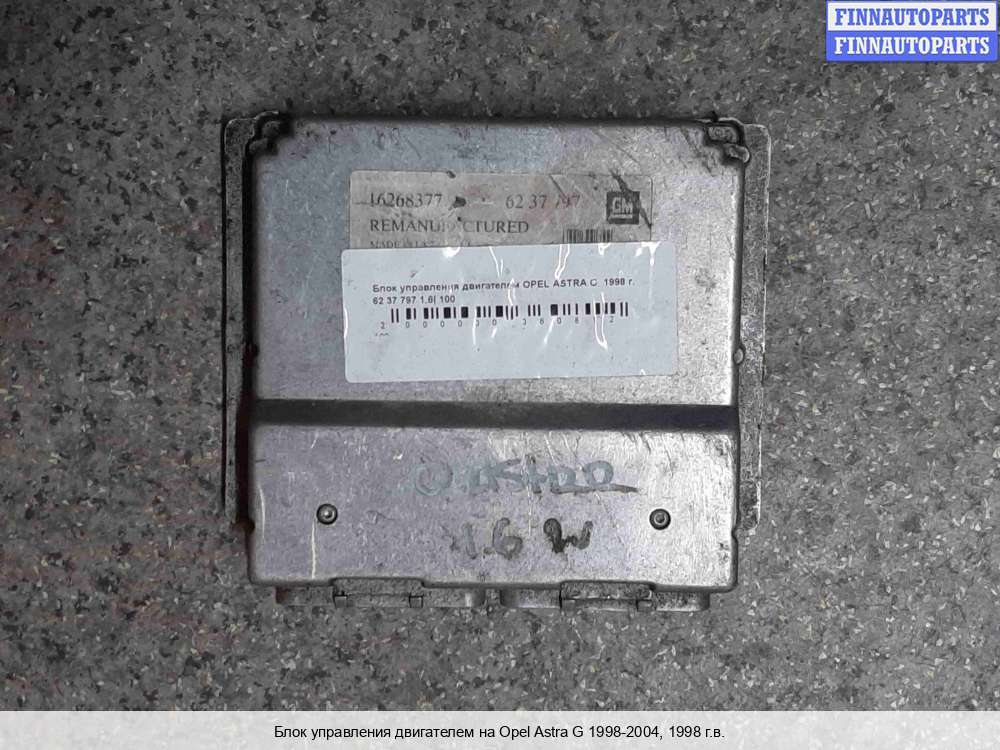 FINNAUTOPARTS
FINNAUTOPARTS
16268377 62 37 797 GM
REMANUFACTURED
Блок управления двигателем OPEL ASTRA G 1998 г.
62 37 797 1.6i 100
O.ASTRA
1.6
Блок управления двигателем на Opel Astra G 1998-2004, 1998 г.в.